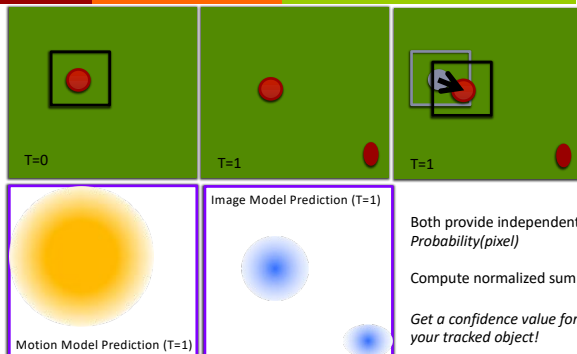 T=0
T=1
T=1
Motion Model Prediction (T=1)
Image Model Prediction (T=1)
Both provide independent
Probability(pixel)
Compute normalized sum
Get a confidence value for
your tracked object!